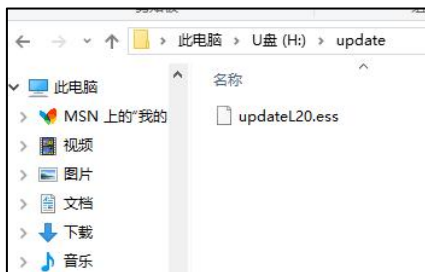 此电脑 › U盘 (H:) › update
此电脑
MSN 上的“我的
视频
图片
文档
下载
音乐
名称
updateL20.ess